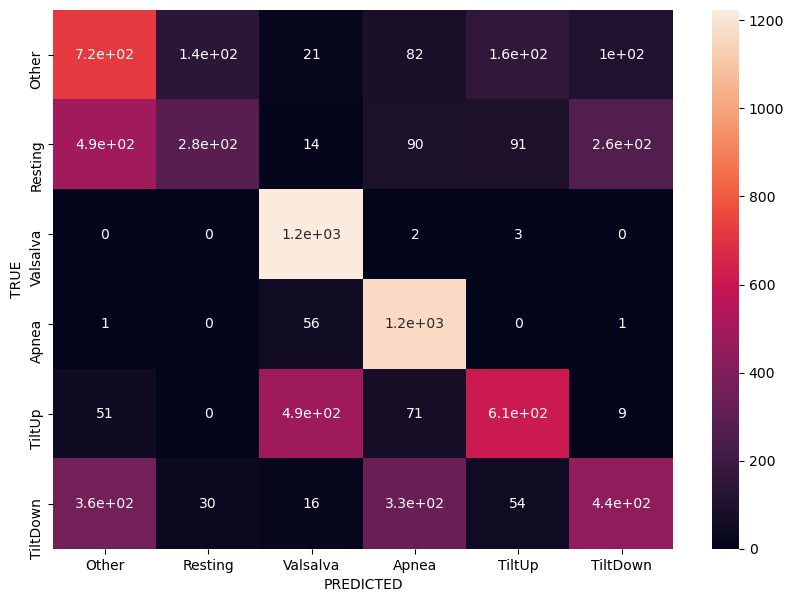 Other 7.2e+02 1.4e+02 21 82 1.6e+02 1e+02
Resting 4.9e+02 2.8e+02 14 90 91 2.6e+02
Valsalva 0 0 1.2e+03 2 3 0
Apnea 1 0 56 1.2e+03 0 1
TiltUp 51 0 4.9e+02 71 6.1e+02 9
TiltDown 3.6e+02 30 16 3.3e+02 54 4.4e+02
Other Resting Valsalva Apnea TiltUp TiltDown
PREDICTED
TRUE
1200
1000
800
600
400
200
0